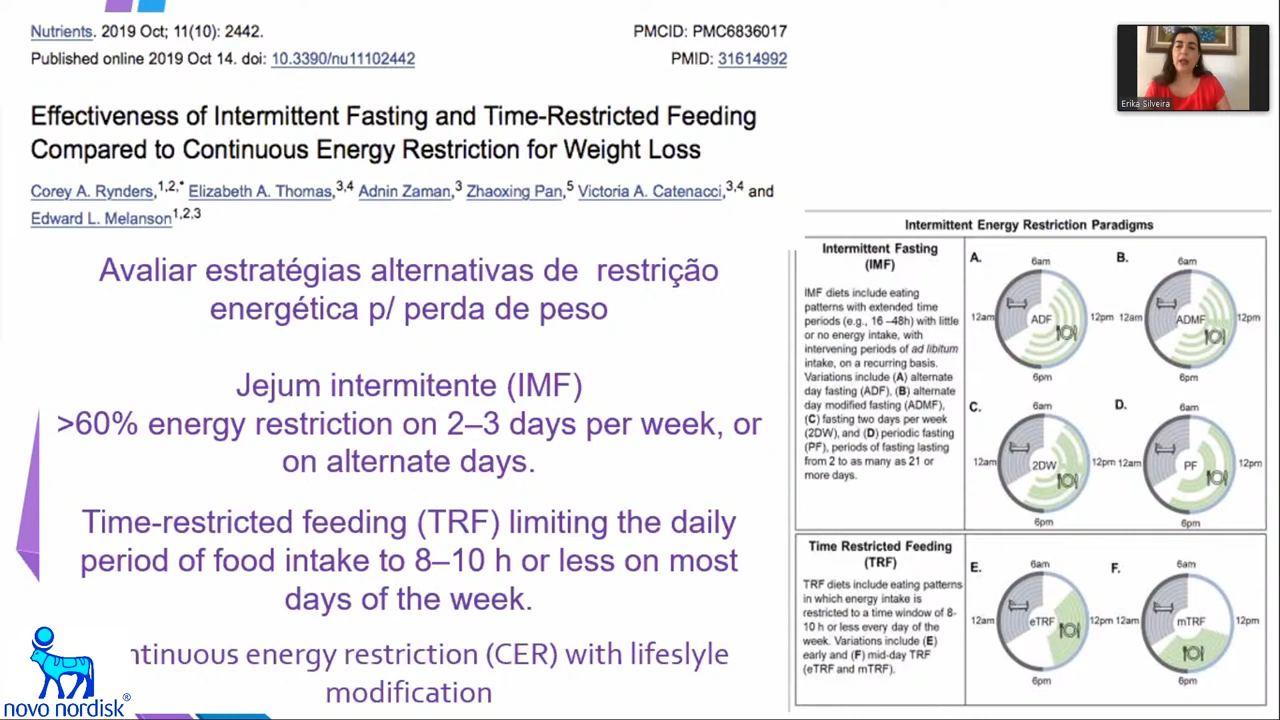 Nutrients. 2019 Oct; 11(10): 2442.
Published online 2019 Oct 14. doi: 10.3390/nu11102442
PMCID: PMC6836017
PMID: 31614992
Effectiveness of Intermittent Fasting and Time-Restricted Feeding
Compared to Continuous Energy Restriction for Weight Loss
Corey A. Rynders,1,2,* Elizabeth A. Thomas,3,4 Adnin Zaman,3 Zhaoxing Pan,5 Victoria A. Catenacci,3,4 and
Edward L. Melanson1,2,3
Avaliar estratégias alternativas de restrição
energética p/ perda de peso
Jejum intermitente (IMF)
>60% energy restriction on 2–3 days per week, or
on alternate days.
Time-restricted feeding (TRF) limiting the daily
period of food intake to 8–10 h or less on most
days of the week.
ntinuous energy restriction (CER) with lifeslyle
modification
novo nordisk®
Erika Silveira
Intermittent Energy Restriction Paradigms
Intermittent Fasting
(IMF)
IMF diets include eating
patterns with extended time
periods (e.g., 16 –48h) with little
or no energy intake, with
intervening periods of ad libitum
intake, on a recurring basis.
Variations include (A) alternate
day fasting (ADF), (B) alternate
day modified fasting (ADMF),
(C) fasting two days per week
(2DW), and (D) periodic fasting
(PF), periods of fasting lasting
from 2 to as many as 21 or
more days.
A.
6am
12am
ADF
12pm
6pm
B.
6am
12am
ADMF
12pm
6pm
C.
6am
12am
2DW
12pm
6pm
D.
6am
12am
PF
12pm
6pm
Time Restricted Feeding
(TRF)
TRF diets include eating patterns
in which energy intake is
restricted to a time window of 8-
10 h or less every day of the
week. Variations include (E)
early and (F) mid-day TRF
(eTRF and mTRF).
E.
6am
12am
eTRF
12pm
6pm
F.
6am
12am
mTRF
12pm
6pm